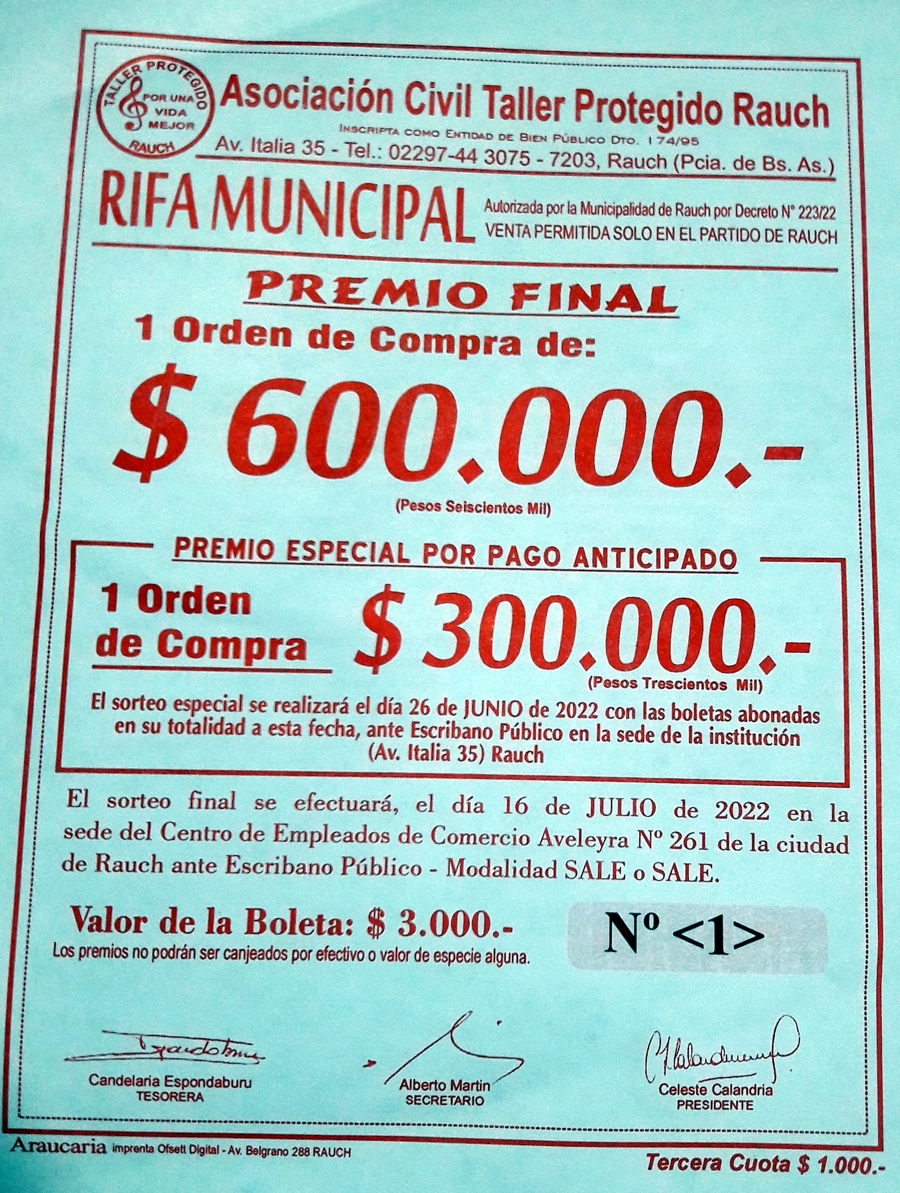 TALLER PROTEGIDO
POR UNA
VIDA
MEJOR
RAUCH
Asociación Civil Taller Protegido Rauch
INSCRIPTA COMO ENTIDAD DE BIEN PÚBLICO DTO. 174/95
Av. Italia 35 - Tel.: 02297-44 3075 - 7203, Rauch (Pcia. de Bs. As.)
RIFA MUNICIPAL
Autorizada por la Municipalidad de Rauch por Decreto N° 223/22
VENTA PERMITIDA SOLO EN EL PARTIDO DE RAUCH
PREMIO FINAL
1 Orden de Compra de:
$ 600.000.-
(Pesos Seiscientos Mil)
PREMIO ESPECIAL POR PAGO ANTICIPADO
1 Orden
de Compra
$ 300.000.-
(Pesos Trescientos Mil)
El sorteo especial se realizará el día 26 de JUNIO de 2022 con las boletas abonadas
en su totalidad a esta fecha, ante Escribano Público en la sede de la institución
(Av. Italia 35) Rauch
El sorteo final se efectuará, el día 16 de JULIO de 2022 en la
sede del Centro de Empleados de Comercio Aveleyra Nº 261 de la ciudad
de Rauch ante Escribano Público - Modalidad SALE o SALE.
Valor de la Boleta: $ 3.000.-
Nº <1>
Los premios no podrán ser canjeados por efectivo o valor de especie alguna.
Candelaria Espondaburu
TESORERA
Alberto Martin
SECRETARIO
Celeste Calandria
PRESIDENTE
Araucaria imprenta Ofsett Digital - Av. Belgrano 288 RAUCH
Tercera Cuota $ 1.000.-